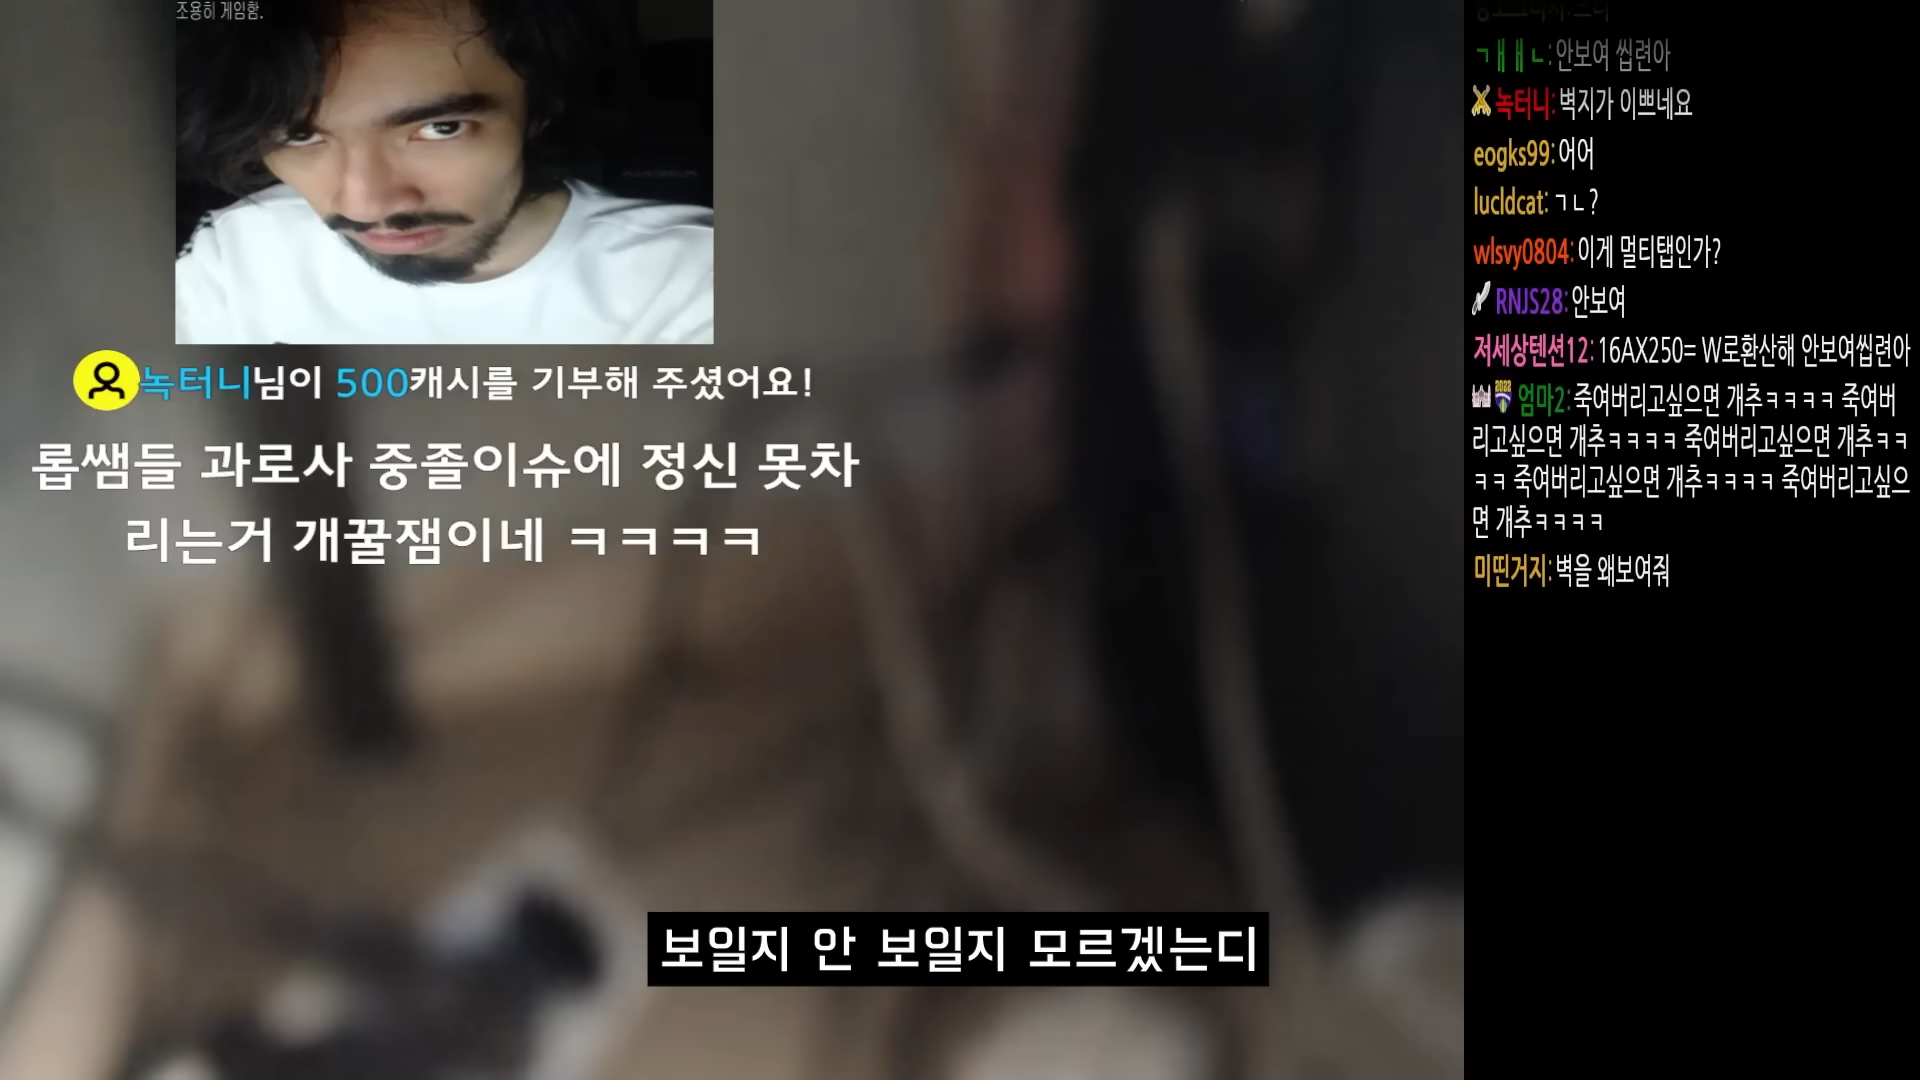 조용히 게임함.
녹터니님이 500캐시를 기부해 주셨어요!
롭쌤들 과로사 중졸이슈에 정신 못차
리는거 개꿀잼이네 ㅋㅋㅋㅋ
보일지 안 보일지 모르겠는디
ㄱㅐㅐㄴ: 안보여 씹련아
녹터니: 벽지가 이쁘네요
eogks99: 어어
lucldcat: ㄱㄴ?
wlsvy0804: 이게 멀티탭인가?
RNJS28: 안보여
저세상텐션12: 16AX250= W로환산해 안보여씹련아
2022 엄마2: 죽여버리고싶으면 개추ㅋㅋㅋㅋ 죽여버
리고싶으면 개추ㅋㅋㅋㅋ 죽여버리고싶으면 개추ㅋㅋ
ㅋㅋ 죽여버리고싶으면 개추ㅋㅋㅋㅋ 죽여버리고싶으
면 개추ㅋㅋㅋㅋ
미띤거지: 벽을 왜보여줘